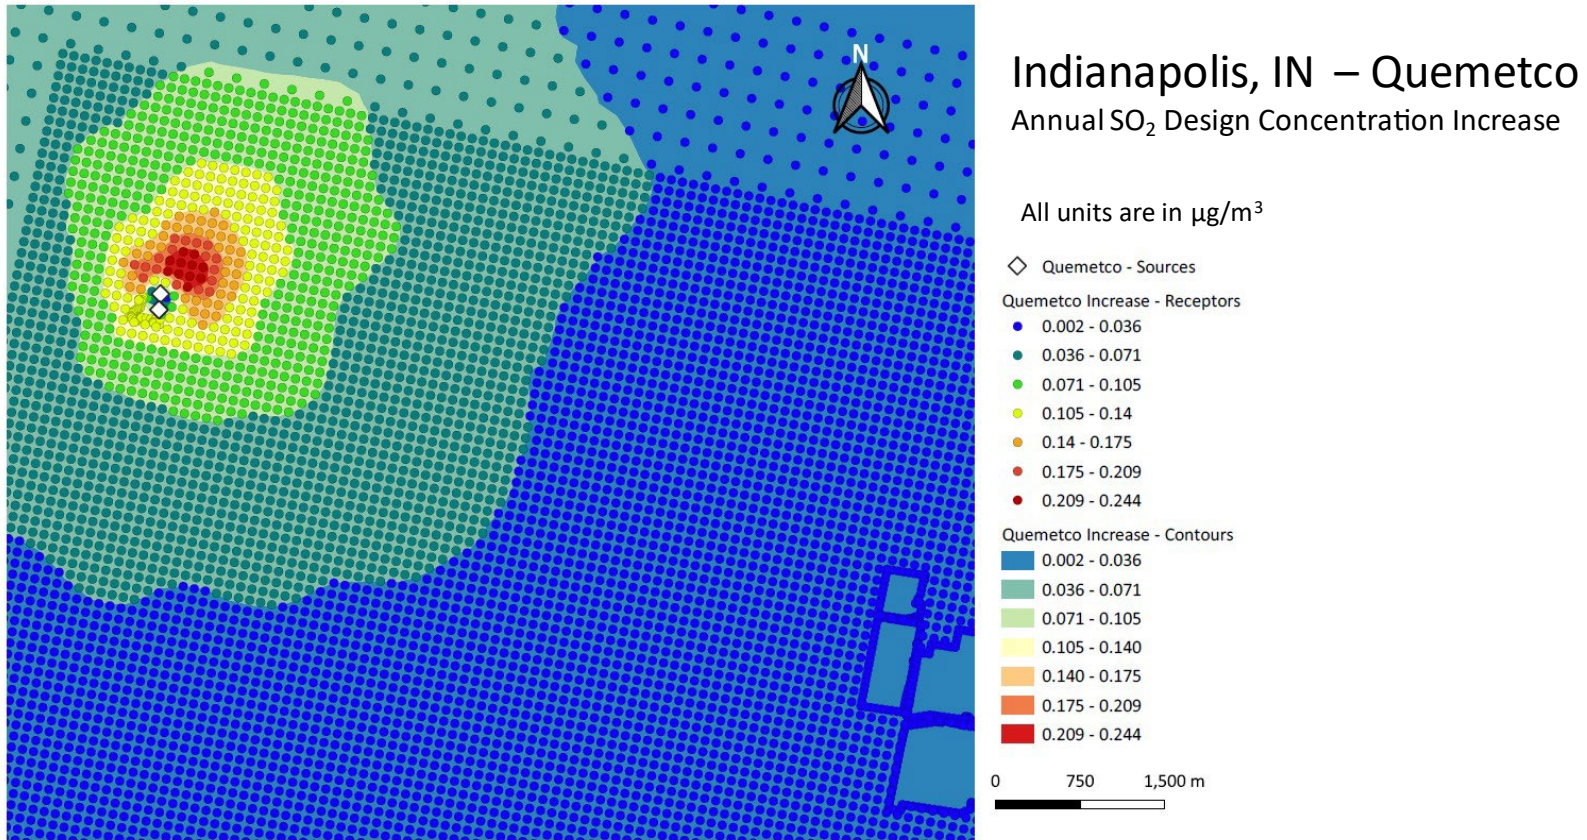 N
Indianapolis, IN – Quemetco
Annual SO₂ Design Concentration Increase
All units are in µg/m³
Quemetco - Sources
Quemetco Increase - Receptors
0.002 - 0.036
0.036 - 0.071
0.071 - 0.105
0.105 - 0.14
0.14 - 0.175
0.175 - 0.209
0.209 - 0.244
Quemetco Increase - Contours
0.002 - 0.036
0.036 - 0.071
0.071 - 0.105
0.105 - 0.140
0.140 - 0.175
0.175 - 0.209
0.209 - 0.244
0 750 1,500 m